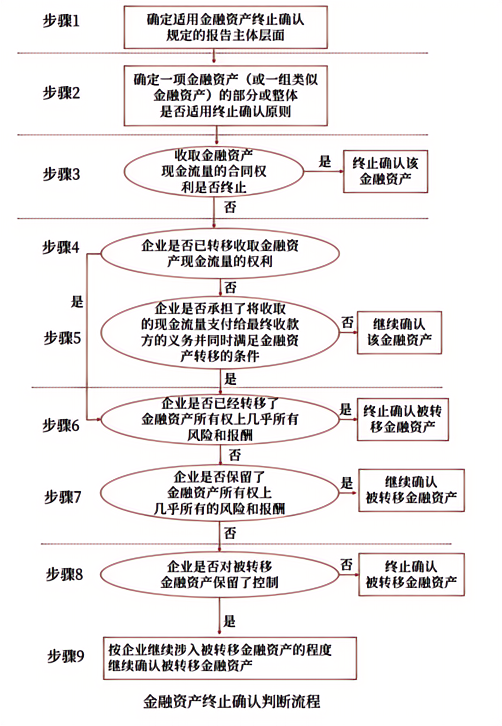 步骤1
确定适用金融资产终止确认
规定的报告主体层面
步骤2
确定一项金融资产（或一组类似
金融资产）的部分或整体
是否适用终止确认原则
步骤3
收取金融资产
现金流量的合同权
利是否终止
是
终止确认该
金融资产
否
步骤4
企业是否已转移收取金融资
产现金流量的权利
是
否
步骤5
企业是否承担了将收取
的现金流量支付给最终收款
方的义务并同时满足金融资
产转移的条件
否
继续确认
该金融资产
是
步骤6
企业是否已经转移了
金融资产所有权上几乎所有
风险和报酬
是
终止确认被转
移金融资产
否
步骤7
企业是否保留了
金融资产所有权上
几乎所有的风险和报酬
是
继续确认
被转移金融资产
否
步骤8
企业是否对被转移
金融资产保留了控制
否
终止确认
被转移金融资产
是
步骤9
按企业继续涉入被转移金融资产的程度
继续确认被转移金融资产
金融资产终止确认判断流程